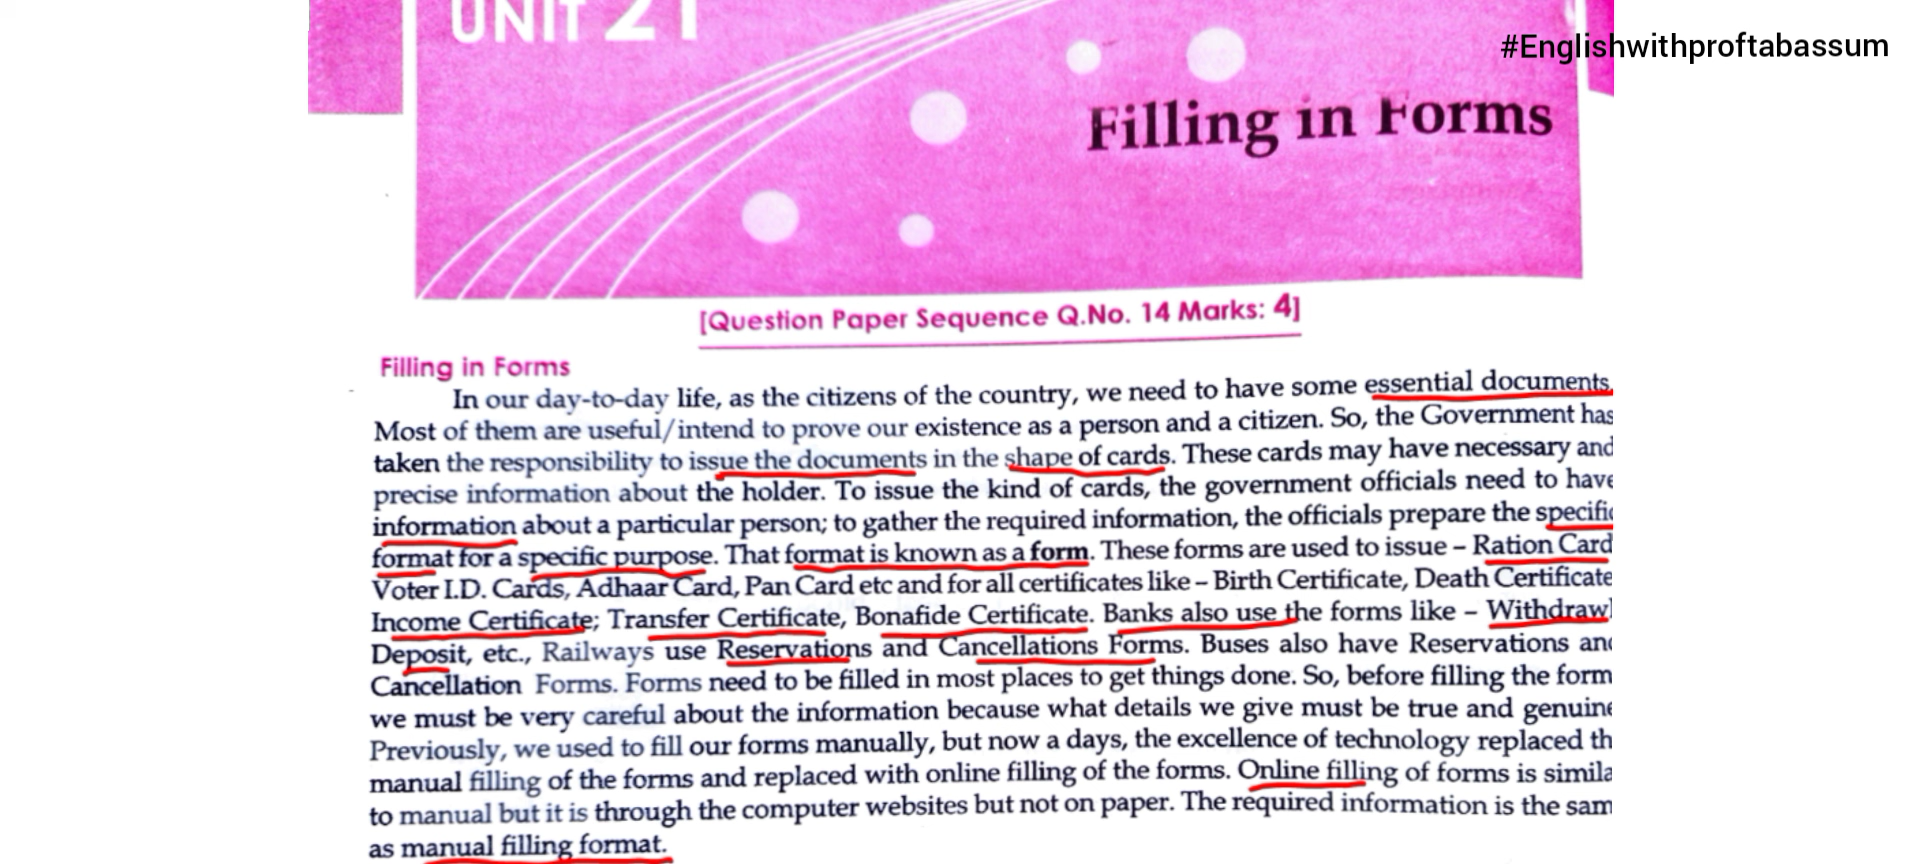 UNIT 21
#Englishwithproftabassum
Filling in Forms
[Question Paper Sequence Q.No. 14 Marks: 4]
Filling in Forms
In our day-to-day life, as the citizens of the country, we need to have some essential documents
Most of them are useful/intend to prove our existence as a person and a citizen. So, the Government has
taken the responsibility to issue the documents in the shape of cards. These cards may have necessary and
precise information about the holder. To issue the kind of cards, the government officials need to have
information about a particular person; to gather the required information, the officials prepare the specific
format for a specific purpose. That format is known as a form. These forms are used to issue – Ration Card
Voter I.D. Cards, Adhaar Card, Pan Card etc and for all certificates like – Birth Certificate, Death Certificate
Income Certificate; Transfer Certificate, Bonafide Certificate. Banks also use the forms like – Withdrawl
Deposit, etc., Railways use Reservations and Cancellations Forms. Buses also have Reservations and
Cancellation Forms. Forms need to be filled in most places to get things done. So, before filling the form
we must be very careful about the information because what details we give must be true and genuine
Previously, we used to fill our forms manually, but now a days, the excellence of technology replaced th
manual filling of the forms and replaced with online filling of the forms. Online filling of forms is simila
to manual but it is through the computer websites but not on paper. The required information is the sam
as manual filling format.